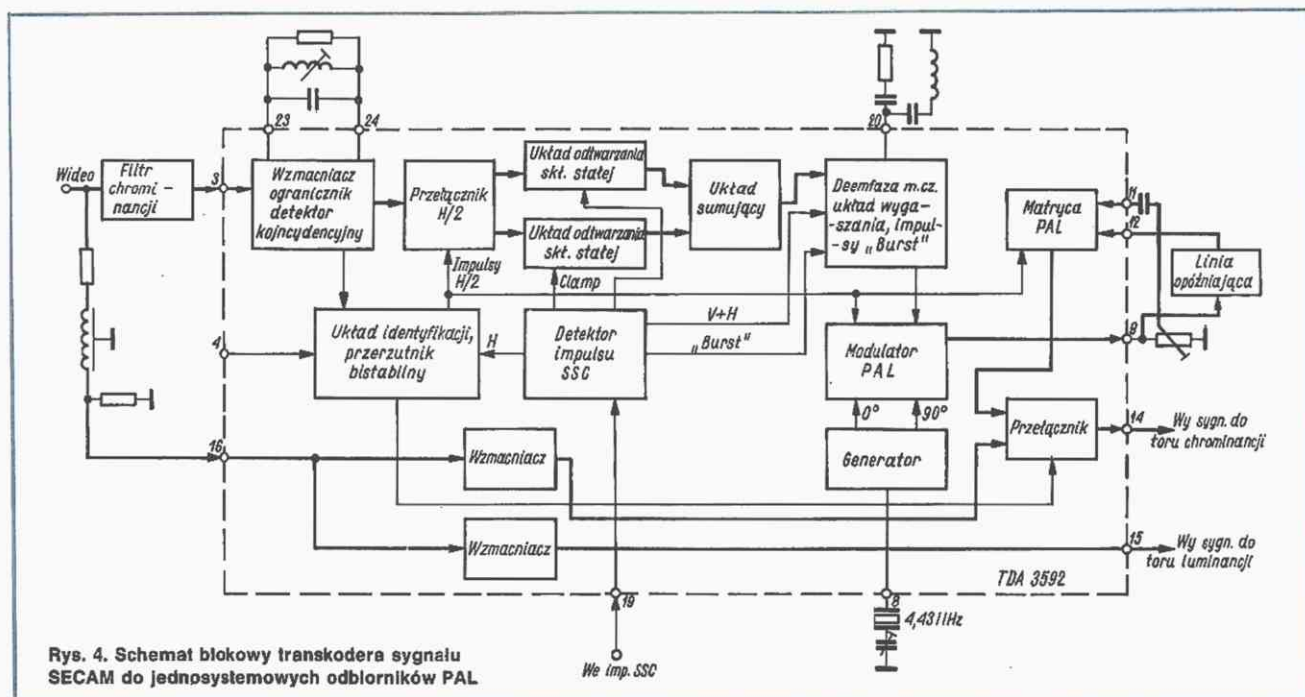 23
24
20
Wideo
Filtr
chromi-
nancji
3
Wzmacniacz
ogranicznik
detektor
kojncydencyjny
Przełącznik
H/2
Układ odtwarzania
skł. stałej
Układ odtwarzania
skł. stałej
Układ
sumujący
Deemfaza m.cz.
układ wyga-
szania, impul-
sy „Burst"
Matryca
PAL
11
12
Linia
opóźniająca
Impulsy
H/2
Clamp
4
Układ identyfikacji,
przerzutnik
bistabilny
H
Detektor
impulsu
SSC
V+H
„Burst"
Modulator
PAL
9
0°
90°
Przełącznik
14
Wy sygn. do
toru chrominancji
16
Wzmacniacz
Generator
Wzmacniacz
15
Wy sygn. do
toru luminancji
TDA 3592
19
8
We imp. SSC
Rys. 4. Schemat blokowy transkodera sygnału
SECAM do jednosystemowych odbiorników PAL